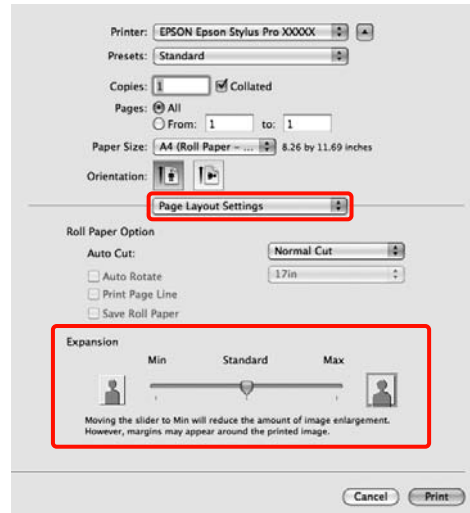 Printer: EPSON Epson Stylus Pro XXXXX
Presets: Standard
Copies: 1 Collated
Pages: All
From: 1 to: 1
Paper Size: A4 (Roll Paper – ... 8.26 by 11.69 inches
Orientation:
Page Layout Settings
Roll Paper Option
Auto Cut: Normal Cut
Auto Rotate 17in
Print Page Line
Save Roll Paper
Expansion
Min Standard Max
Moving the slider to Min will reduce the amount of image enlargement.
However, margins may appear around the printed image.
Cancel Print